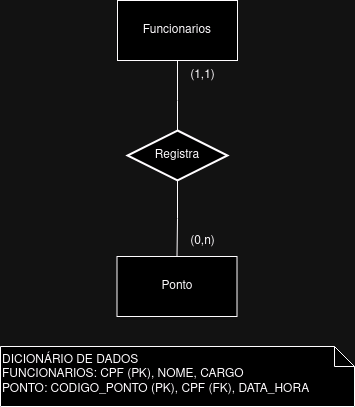 Funcionarios
(1,1)
Registra
(0,n)
Ponto
DICIONÁRIO DE DADOS
FUNCIONARIOS: CPF (PK), NOME, CARGO
PONTO: CODIGO_PONTO (PK), CPF (FK), DATA_HORA